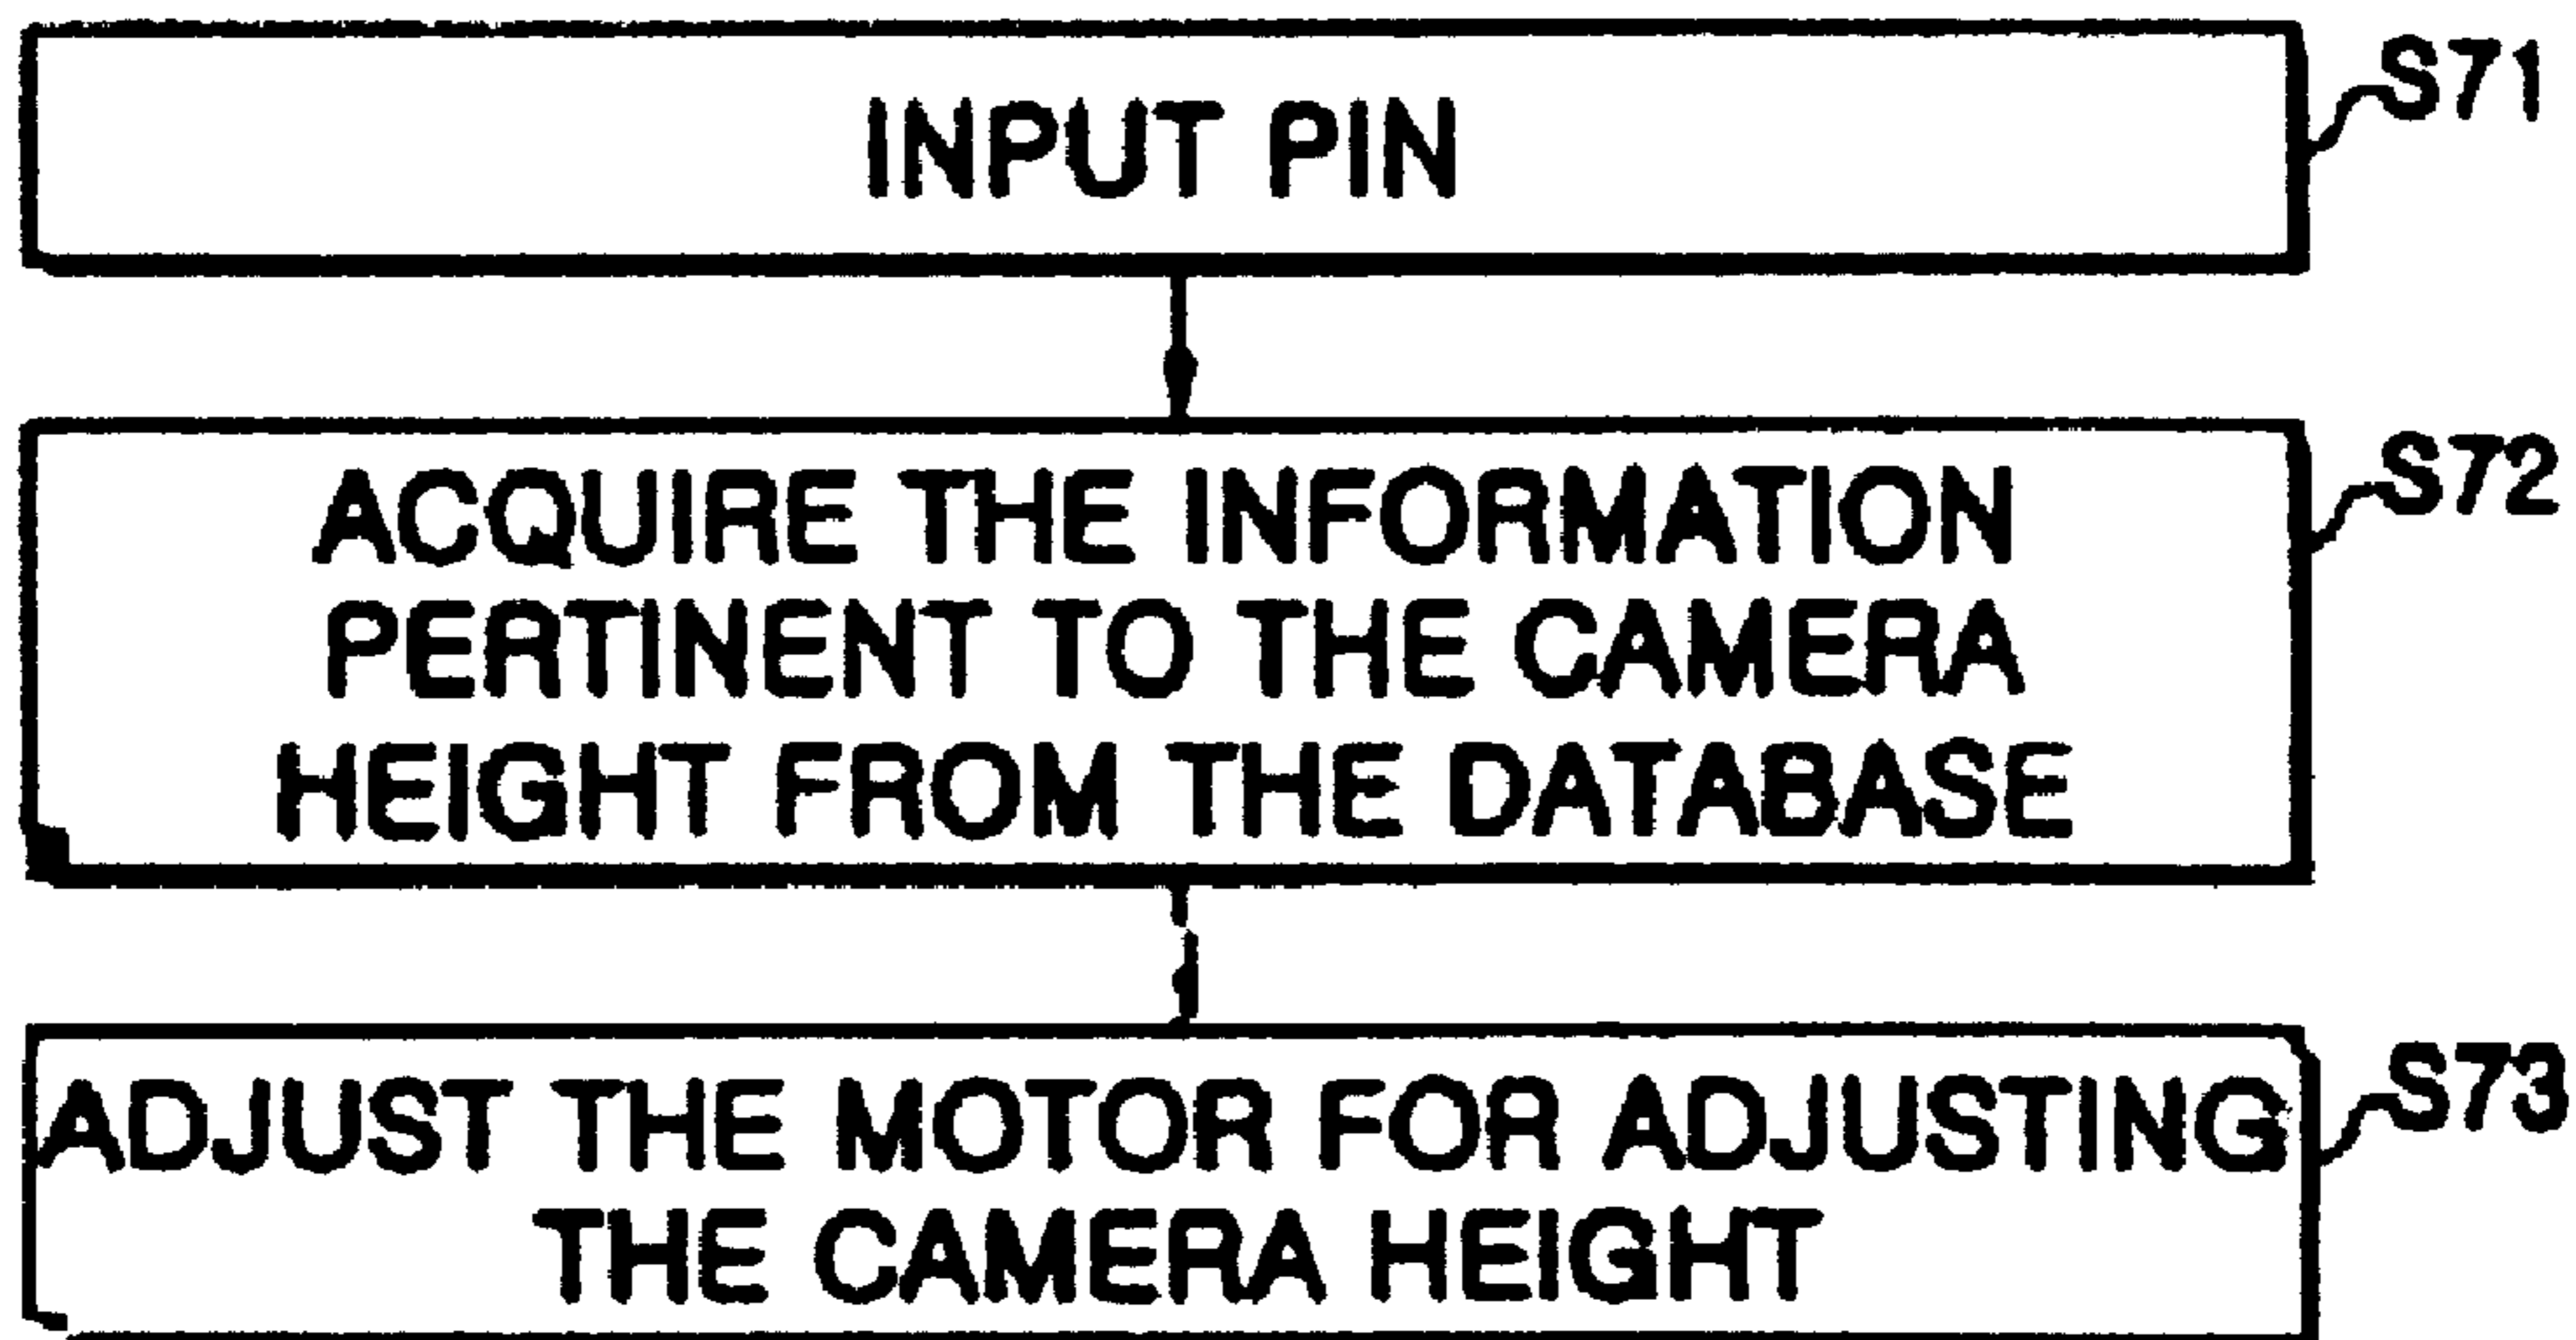 INPUT PIN
S71
ACQUIRE THE INFORMATION
PERTINENT TO THE CAMERA
HEIGHT FROM THE DATABASE
S72
ADJUST THE MOTOR FOR ADJUSTING
THE CAMERA HEIGHT
S73